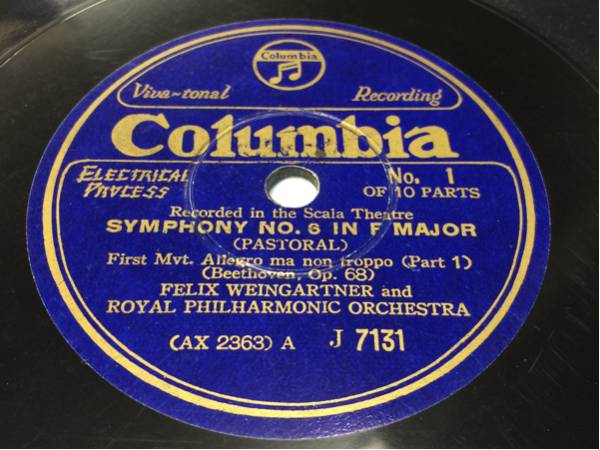 Columbia
Viva-tonal Recording
Columbia
ELECTRICAL PROCESS
No. 1
OF 10 PARTS
Recorded in the Scala Theatre
SYMPHONY NO. 6 IN F MAJOR
(PASTORAL)
First Mvt. Allegro ma non troppo (Part 1)
(Beethoven, Op. 68)
FELIX WEINGARTNER and
ROYAL PHILHARMONIC ORCHESTRA
(AX 2363) A J 7131